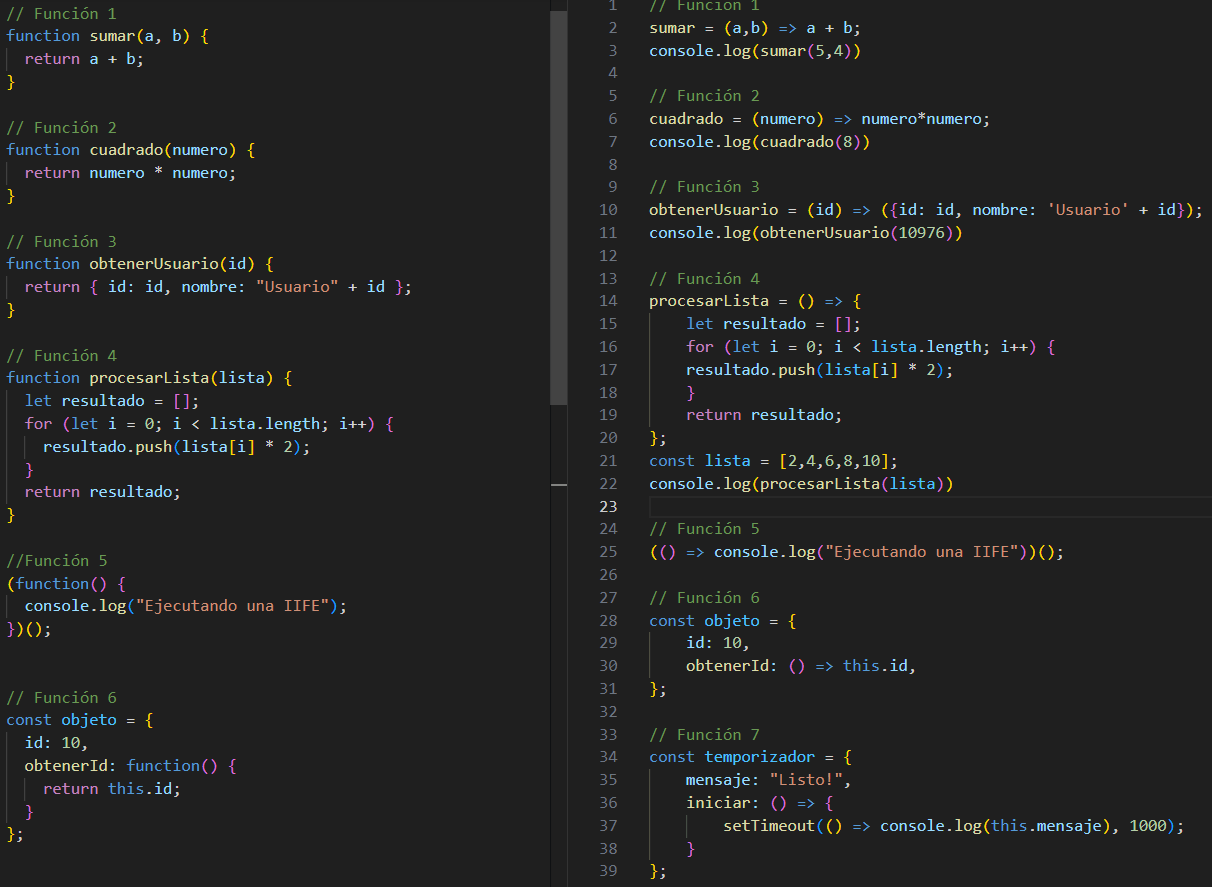 // Función 1
function sumar(a, b) {
  return a + b;
}

// Función 2
function cuadrado(numero) {
  return numero * numero;
}

// Función 3
function obtenerUsuario(id) {
  return { id: id, nombre: "Usuario" + id };
}

// Función 4
function procesarLista(lista) {
  let resultado = [];
  for (let i = 0; i < lista.length; i++) {
    resultado.push(lista[i] * 2);
  }
  return resultado;
}

//Función 5
(function() {
  console.log("Ejecutando una IIFE");
})();

// Función 6
const objeto = {
  id: 10,
  obtenerId: function() {
    return this.id;
  }
};

1 // Función 1
2 sumar = (a,b) => a + b;
3 console.log(sumar(5,4))
4
5 // Función 2
6 cuadrado = (numero) => numero*numero;
7 console.log(cuadrado(8))
8
9 // Función 3
10 obtenerUsuario = (id) => ({id: id, nombre: 'Usuario' + id});
11 console.log(obtenerUsuario(10976))
12
13 // Función 4
14 procesarLista = () => {
15     let resultado = [];
16     for (let i = 0; i < lista.length; i++) {
17     resultado.push(lista[i] * 2);
18     }
19     return resultado;
20 };
21 const lista = [2,4,6,8,10];
22 console.log(procesarLista(lista))
23
24 // Función 5
25 (() => console.log("Ejecutando una IIFE"))();
26
27 // Función 6
28 const objeto = {
29     id: 10,
30     obtenerId: () => this.id,
31 };
32
33 // Función 7
34 const temporizador = {
35     mensaje: "Listo!",
36     iniciar: () => {
37         setTimeout(() => console.log(this.mensaje), 1000);
38     }
39 };